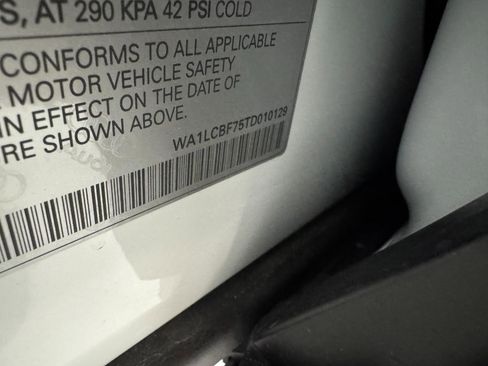 S, AT 290 KPA 42 PSI COLD
CONFORMS TO ALL APPLICABLE
MOTOR VEHICLE SAFETY
IN EFFECT ON THE DATE OF
URE SHOWN ABOVE.
WA1LCBF75TD010129